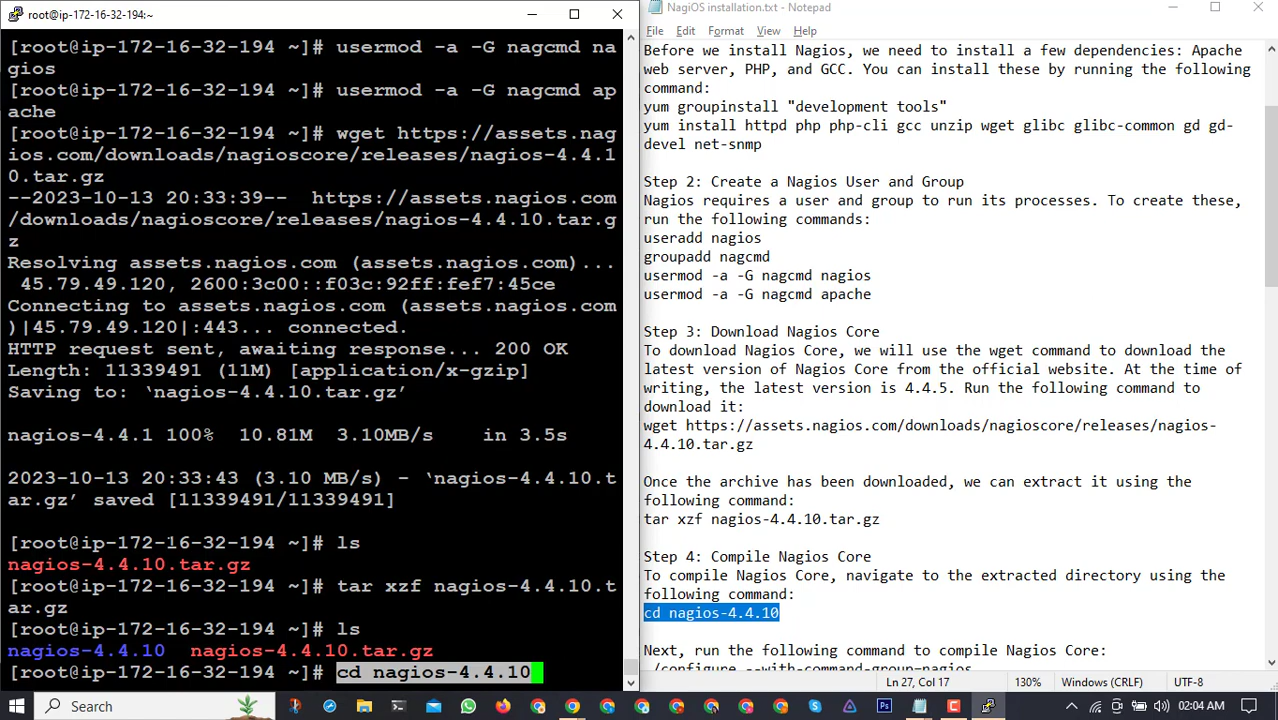 root@ip-172-16-32-194:~
[root@ip-172-16-32-194 ~]# usermod -a -G nagcmd na
gios
[root@ip-172-16-32-194 ~]# usermod -a -G nagcmd ap
ache
[root@ip-172-16-32-194 ~]# wget https://assets.nag
ios.com/downloads/nagioscore/releases/nagios-4.4.1
0.tar.gz
--2023-10-13 20:33:39--  https://assets.nagios.com
/downloads/nagioscore/releases/nagios-4.4.10.tar.g
z
Resolving assets.nagios.com (assets.nagios.com)...
 45.79.49.120, 2600:3c00::f03c:92ff:fef7:45ce
Connecting to assets.nagios.com (assets.nagios.com
)|45.79.49.120|:443... connected.
HTTP request sent, awaiting response... 200 OK
Length: 11339491 (11M) [application/x-gzip]
Saving to: ‘nagios-4.4.10.tar.gz’
nagios-4.4.1 100%  10.81M  3.10MB/s    in 3.5s
2023-10-13 20:33:43 (3.10 MB/s) - ‘nagios-4.4.10.t
ar.gz’ saved [11339491/11339491]
[root@ip-172-16-32-194 ~]# ls
nagios-4.4.10.tar.gz
[root@ip-172-16-32-194 ~]# tar xzf nagios-4.4.10.t
ar.gz
[root@ip-172-16-32-194 ~]# ls
nagios-4.4.10  nagios-4.4.10.tar.gz
[root@ip-172-16-32-194 ~]# cd nagios-4.4.10
NagiOS installation.txt - Notepad
File Edit Format View Help
Before we install Nagios, we need to install a few dependencies: Apache
web server, PHP, and GCC. You can install these by running the following
command:
yum groupinstall "development tools"
yum install httpd php php-cli gcc unzip wget glibc glibc-common gd gd-
devel net-snmp
Step 2: Create a Nagios User and Group
Nagios requires a user and group to run its processes. To create these,
run the following commands:
useradd nagios
groupadd nagcmd
usermod -a -G nagcmd nagios
usermod -a -G nagcmd apache
Step 3: Download Nagios Core
To download Nagios Core, we will use the wget command to download the
latest version of Nagios Core from the official website. At the time of
writing, the latest version is 4.4.5. Run the following command to
download it:
wget https://assets.nagios.com/downloads/nagioscore/releases/nagios-
4.4.10.tar.gz
Once the archive has been downloaded, we can extract it using the
following command:
tar xzf nagios-4.4.10.tar.gz
Step 4: Compile Nagios Core
To compile Nagios Core, navigate to the extracted directory using the
following command:
cd nagios-4.4.10
Next, run the following command to compile Nagios Core:
./configure --with-command-group=nagios
Ln 27, Col 17 130% Windows (CRLF) UTF-8
Search
Ps
02:04 AM